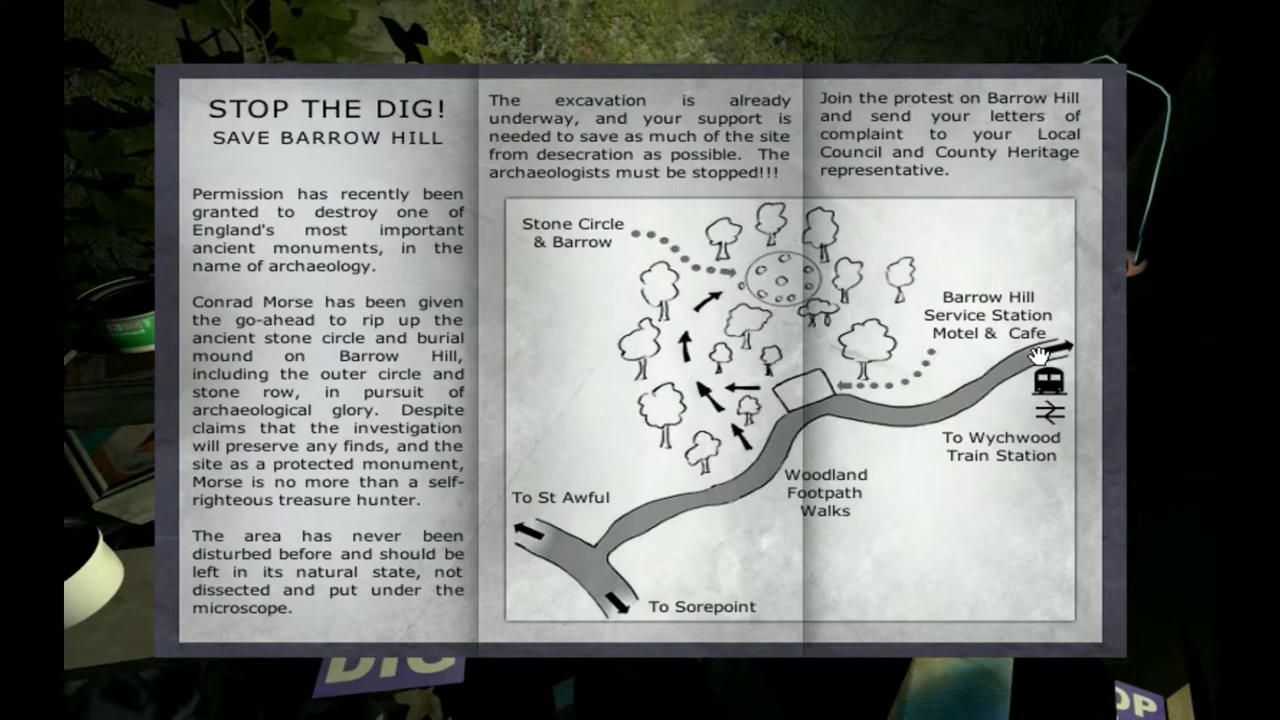 STOP THE DIG!
SAVE BARROW HILL
Permission has recently been
granted to destroy one of
England's most important
ancient monuments, in the
name of archaeology.
Conrad Morse has been given
the go-ahead to rip up the
ancient stone circle and burial
mound on Barrow Hill,
including the outer circle and
stone row, in pursuit of
archaeological glory. Despite
claims that the investigation
will preserve any finds, and the
site as a protected monument,
Morse is no more than a self-
righteous treasure hunter.
The area has never been
disturbed before and should be
left in its natural state, not
dissected and put under the
microscope.
The excavation is already
underway, and your support is
needed to save as much of the site
from desecration as possible. The
archaeologists must be stopped!!!
Join the protest on Barrow Hill
and send your letters of
complaint to your Local
Council and County Heritage
representative.
Stone Circle
& Barrow
Barrow Hill
Service Station
Motel & Cafe
To Wychwood
Train Station
Woodland
Footpath
Walks
To St Awful
To Sorepoint
DIG
OP